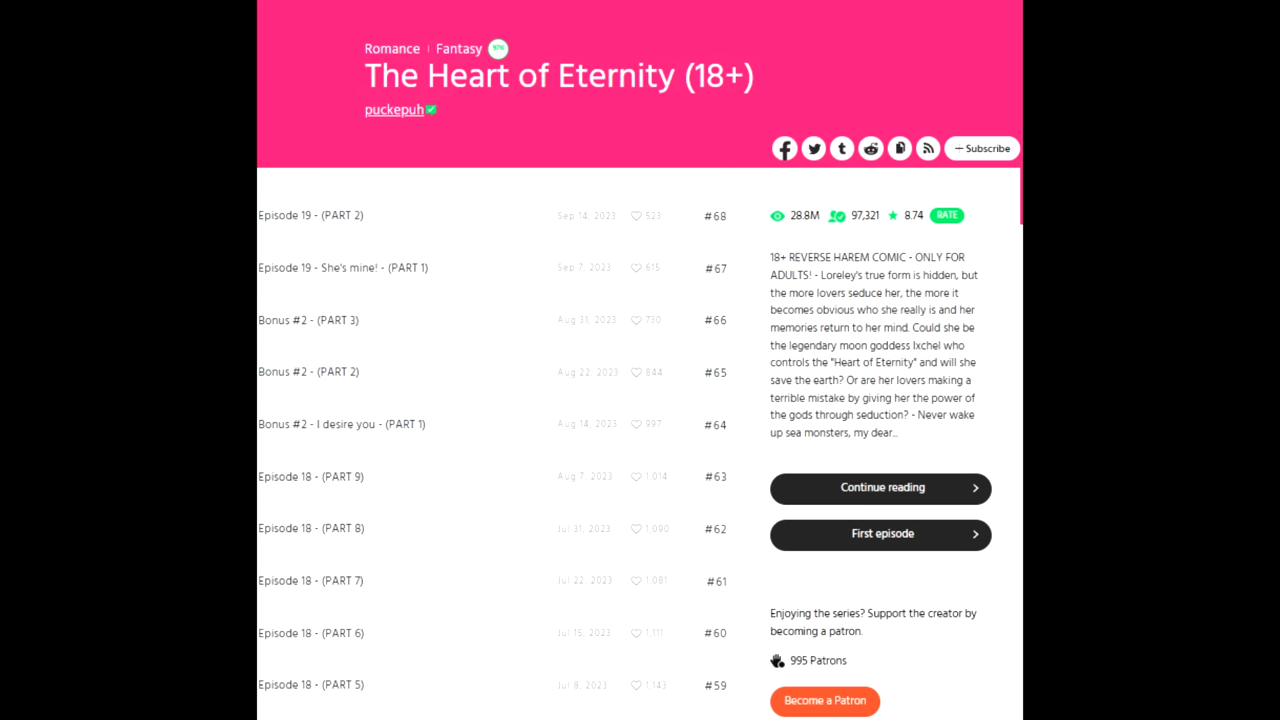 Romance | Fantasy
The Heart of Eternity (18+)
puckepuh
+ Subscribe
Episode 19 - (PART 2) Sep 14, 2023 523 #68
Episode 19 - She's mine! - (PART 1) Sep 7, 2023 615 #67
Bonus #2 - (PART 3) Aug 31, 2023 730 #66
Bonus #2 - (PART 2) Aug 22, 2023 844 #65
Bonus #2 - I desire you - (PART 1) Aug 14, 2023 997 #64
Episode 18 - (PART 9) Aug 7, 2023 1,014 #63
Episode 18 - (PART 8) Jul 31, 2023 1,090 #62
Episode 18 - (PART 7) Jul 22, 2023 1,081 #61
Episode 18 - (PART 6) Jul 15, 2023 1,111 #60
Episode 18 - (PART 5) Jul 8, 2023 1,143 #59
28.8M 97,321 8.74 RATE
18+ REVERSE HAREM COMIC - ONLY FOR
ADULTS! - Loreley's true form is hidden, but
the more lovers seduce her, the more it
becomes obvious who she really is and her
memories return to her mind. Could she be
the legendary moon goddess Ixchel who
controls the "Heart of Eternity" and will she
save the earth? Or are her lovers making a
terrible mistake by giving her the power of
the gods through seduction? - Never wake
up sea monsters, my dear...
Continue reading
First episode
Enjoying the series? Support the creator by
becoming a patron.
995 Patrons
Become a Patron